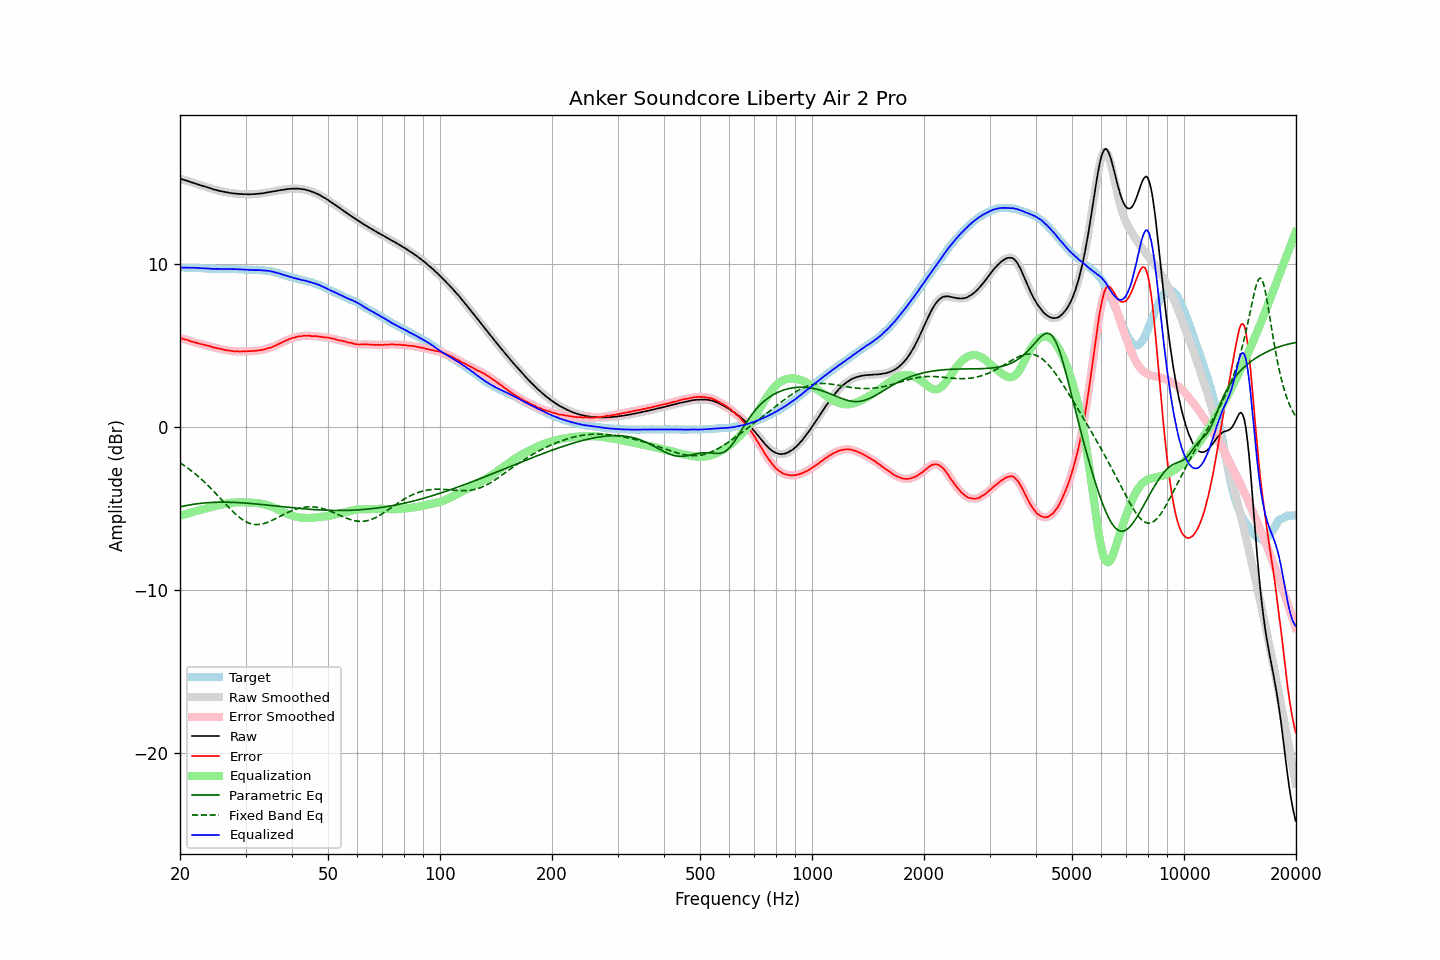 Anker Soundcore Liberty Air 2 Pro
Amplitude (dBr)
10
0
−10
−20
Target
Raw Smoothed
Error Smoothed
Raw
Error
Equalization
Parametric Eq
Fixed Band Eq
Equalized
20 50 100 200 500 1000 2000 5000 10000 20000
Frequency (Hz)